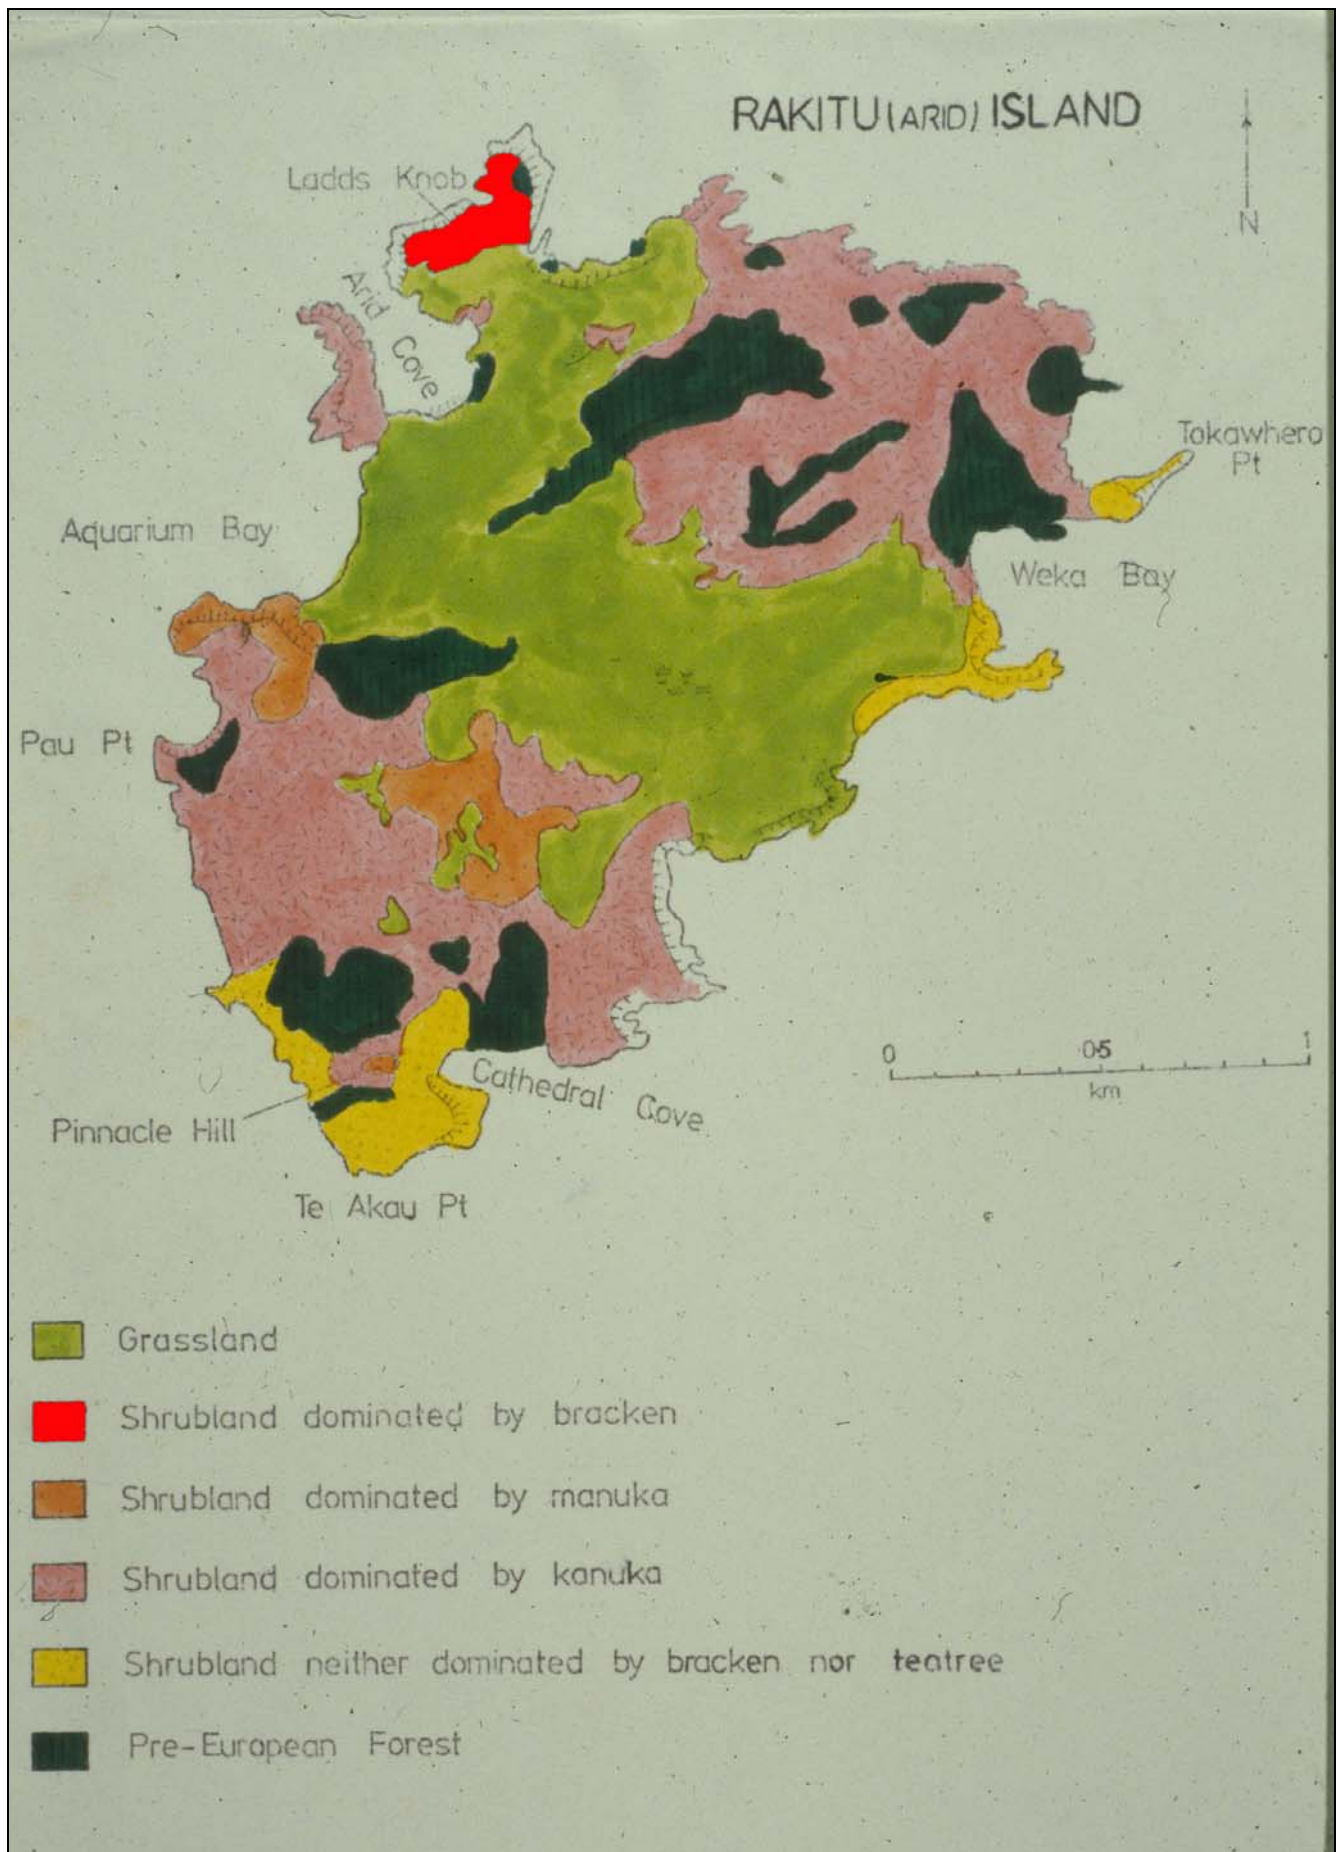 RAKITU (ARID) ISLAND
N
Ladds Knob
Arid Cove
Tokawhero
Pt
Aquarium Bay
Weka Bay
Pau Pt
0 0·5 1
km
Cathedral Cove
Pinnacle Hill
Te Akau Pt
Grassland
Shrubland dominated by bracken
Shrubland dominated by manuka
Shrubland dominated by kanuka
Shrubland neither dominated by bracken nor teatree
Pre-European Forest